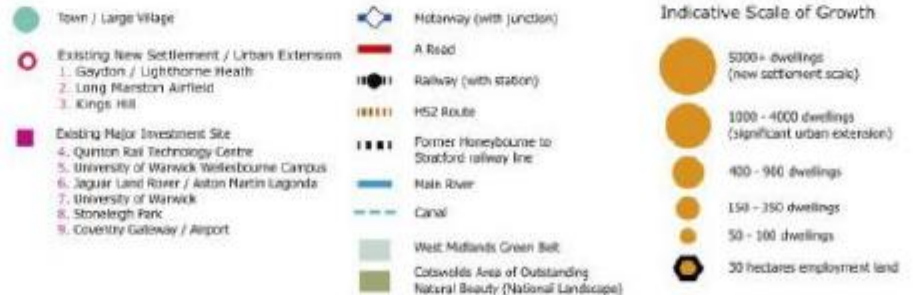 Town / Large Village
Existing New Settlement / Urban Extension
1. Gaydon / Lighthorne Heath
2. Long Marston Airfield
3. Kings Hill
Existing Major Investment Site
4. Quinton Rail Technology Centre
5. University of Warwick Wellesbourne Campus
6. Jaguar Land Rover / Aston Martin Lagonda
7. University of Warwick
8. Stoneleigh Park
9. Coventry Gateway / Airport
Motorway (with junction)
A Road
Railway (with station)
HS2 Route
Former Honeybourne to
Stratford railway line
Main River
Canal
West Midlands Green Belt
Cotswolds Area of Outstanding
Natural Beauty (National Landscape)
Indicative Scale of Growth
5000+ dwellings
(new settlement scale)
1000 - 4000 dwellings
(significant urban extension)
400 - 900 dwellings
150 - 350 dwellings
50 - 100 dwellings
30 hectares employment land